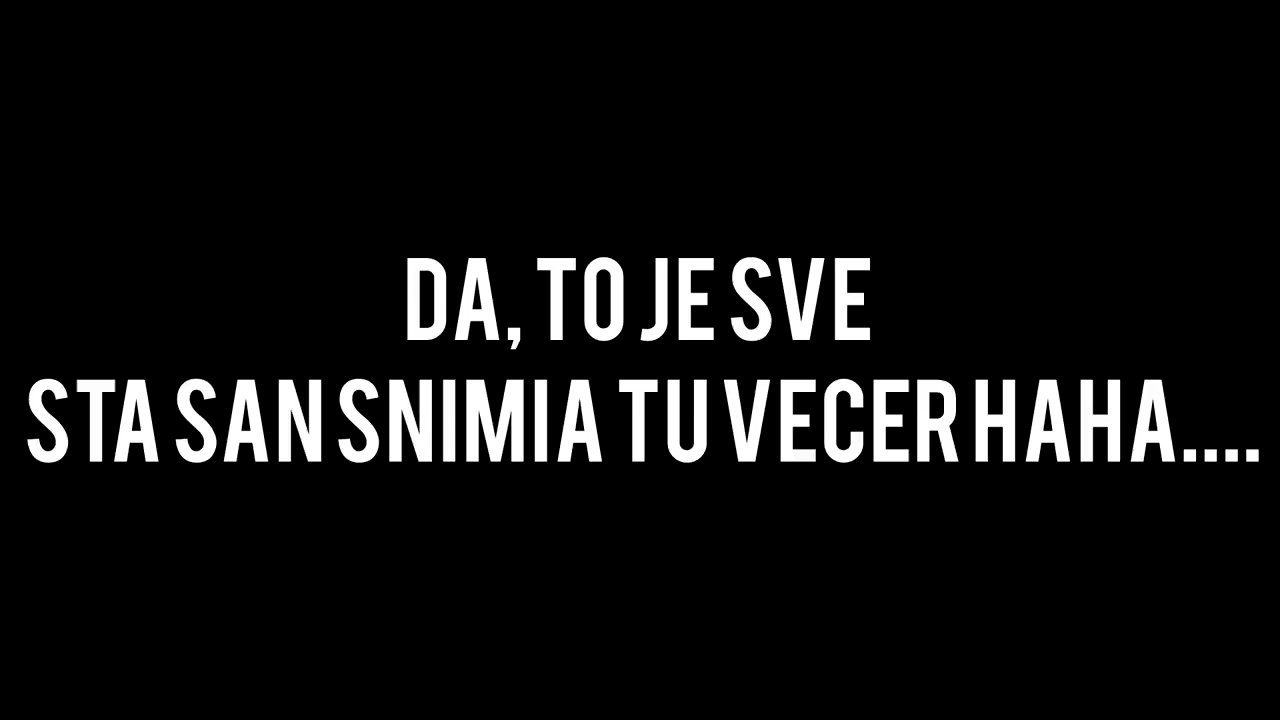 DA, TO JE SVE
STA SAN SNIMIA TU VECER HAHA....